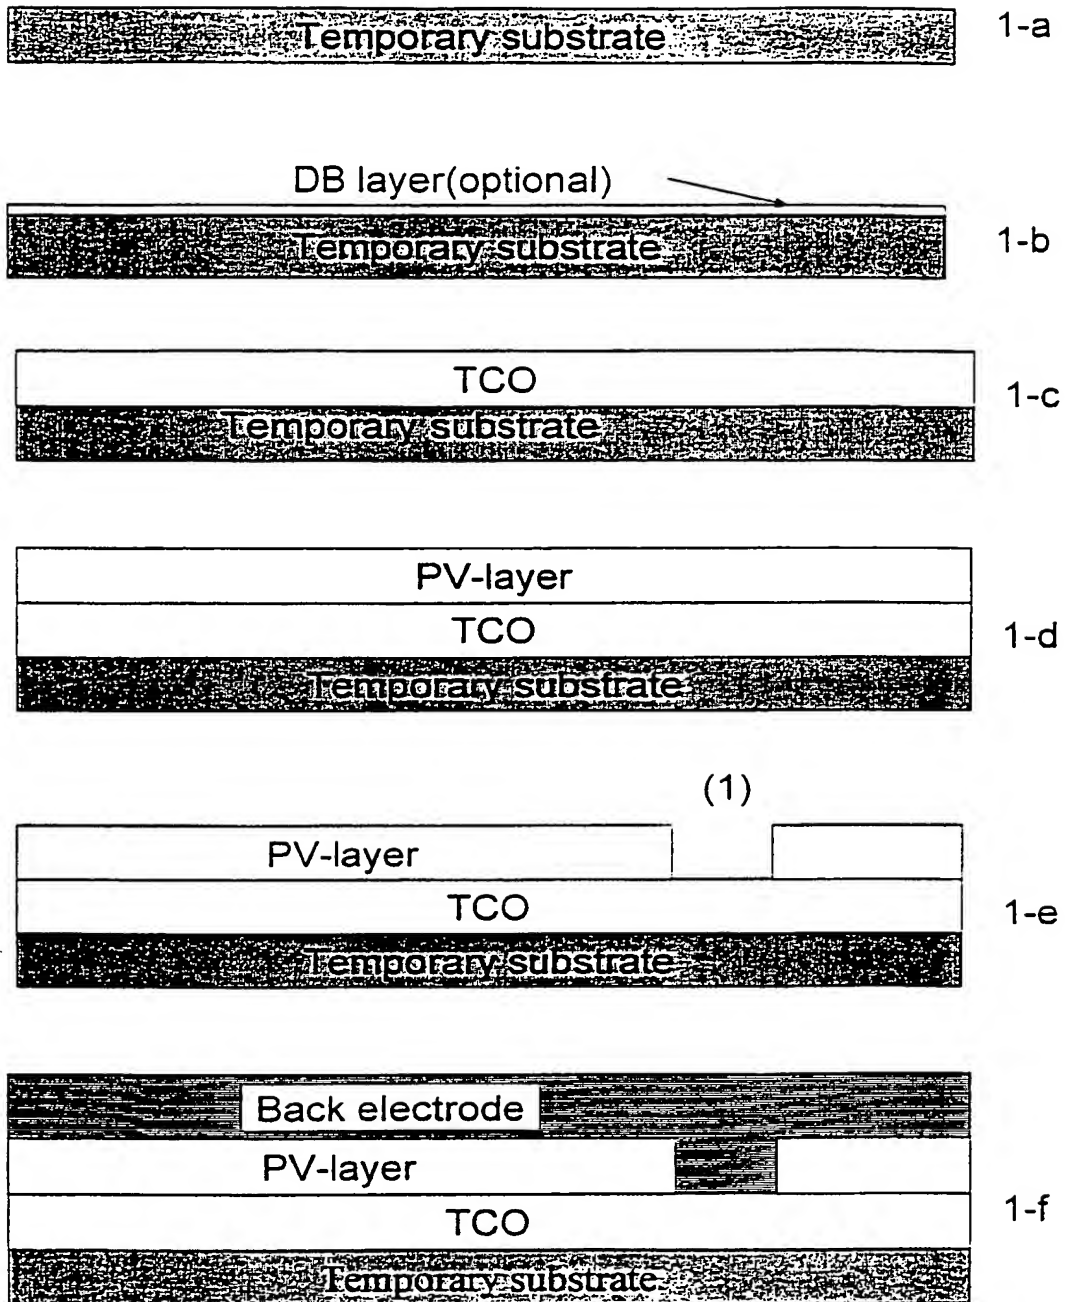 Temporary substrate 1-a
DB layer(optional)
Temporary substrate 1-b
TCO
Temporary substrate 1-c
PV-layer
TCO
Temporary substrate 1-d
(1)
PV-layer
TCO
Temporary substrate 1-e
Back electrode
PV-layer
TCO 1-f
Temporary substrate